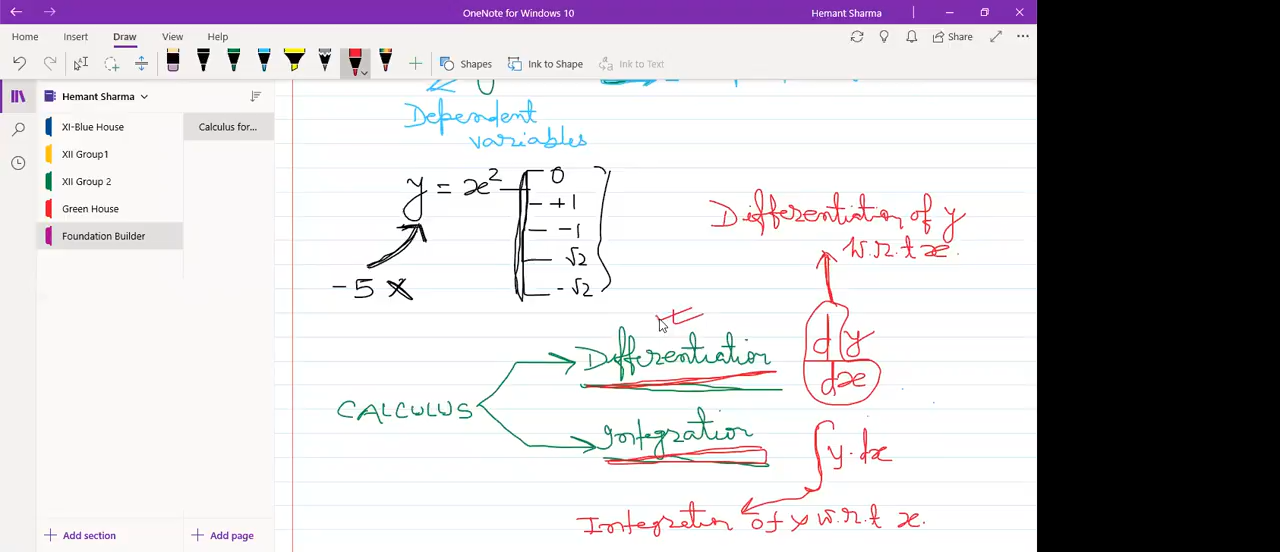 OneNote for Windows 10
Hemant Sharma
Home Insert Draw View Help
Share
Shapes Ink to Shape Ink to Text
Hemant Sharma
XI-Blue House
XII Group1
XII Group 2
Green House
Foundation Builder
Calculus for...
Add section
Add page
Dependent
variables
y = x²
0
+1
-1
√2
-√2
-5 X
Differentiation of y
w.r.t x.
CALCULUS
Differentiation
dy
dx
Integration
∫y.dx
Integration of y w.r.t x.